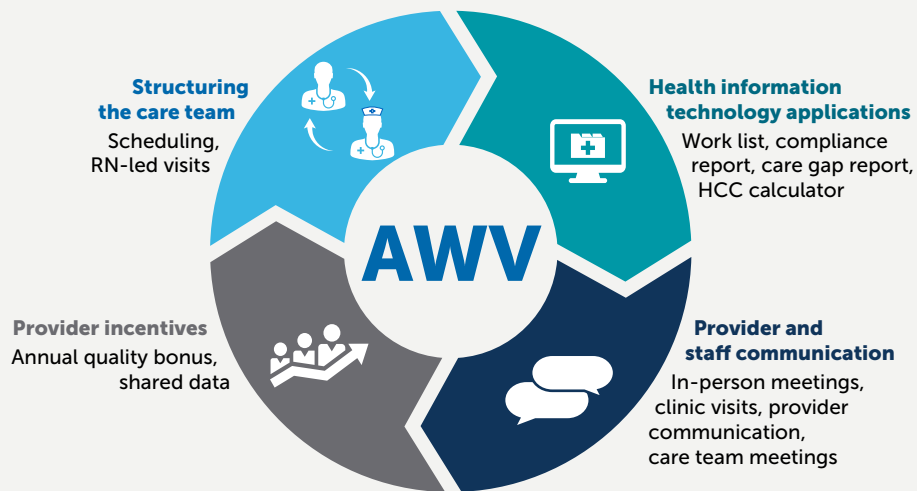 Structuring
the care team
Scheduling,
RN-led visits
Health information
technology applications
Work list, compliance
report, care gap report,
HCC calculator
AWV
Provider incentives
Annual quality bonus,
shared data
Provider and
staff communication
In-person meetings,
clinic visits, provider
communication,
care team meetings